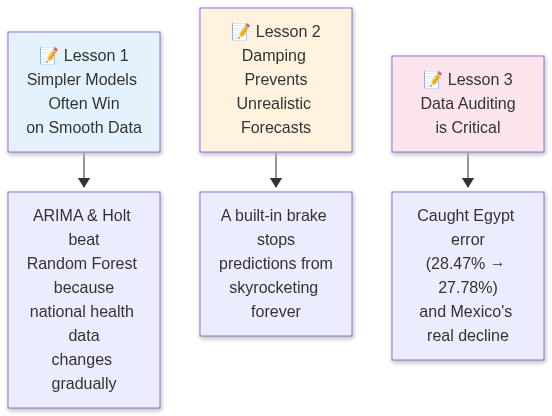 📝 Lesson 1
Simpler Models
Often Win
on Smooth Data
ARIMA & Holt
beat
Random Forest
because
national health
data
changes
gradually
📝 Lesson 2
Damping
Prevents
Unrealistic
Forecasts
A built-in brake
stops
predictions from
skyrocketing
forever
📝 Lesson 3
Data Auditing
is Critical
Caught Egypt
error
(28.47% →
27.78%)
and Mexico's
real decline